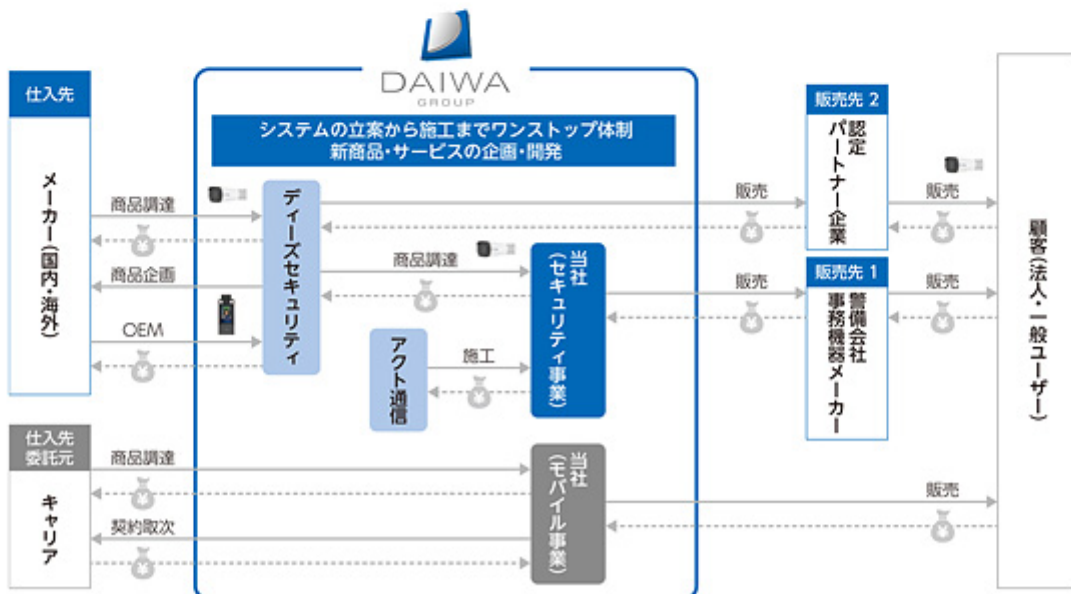 DAIWA
GROUP
システムの立案から施工までワンストップ体制
新商品・サービスの企画・開発
仕入先
メーカー（国内・海外）
商品調達
¥
商品企画
OEM
¥
ディーズセキュリティ
商品調達
¥
アクト通信
施工
¥
当社
（セキュリティ事業）
販売
¥
販売
¥
販売先 2
認定
パートナー企業
販売先 1
警備会社
事務機器メーカー
販売
¥
販売
¥
顧客（法人・一般ユーザー）
仕入先
委託元
キャリア
商品調達
¥
契約取次
¥
当社
（モバイル事業）
販売
¥